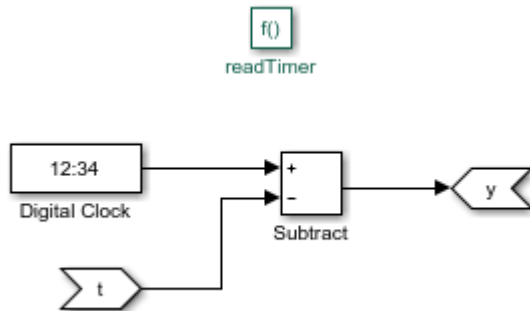 f()
readTimer
12:34
Digital Clock
+
−
Subtract
y
t